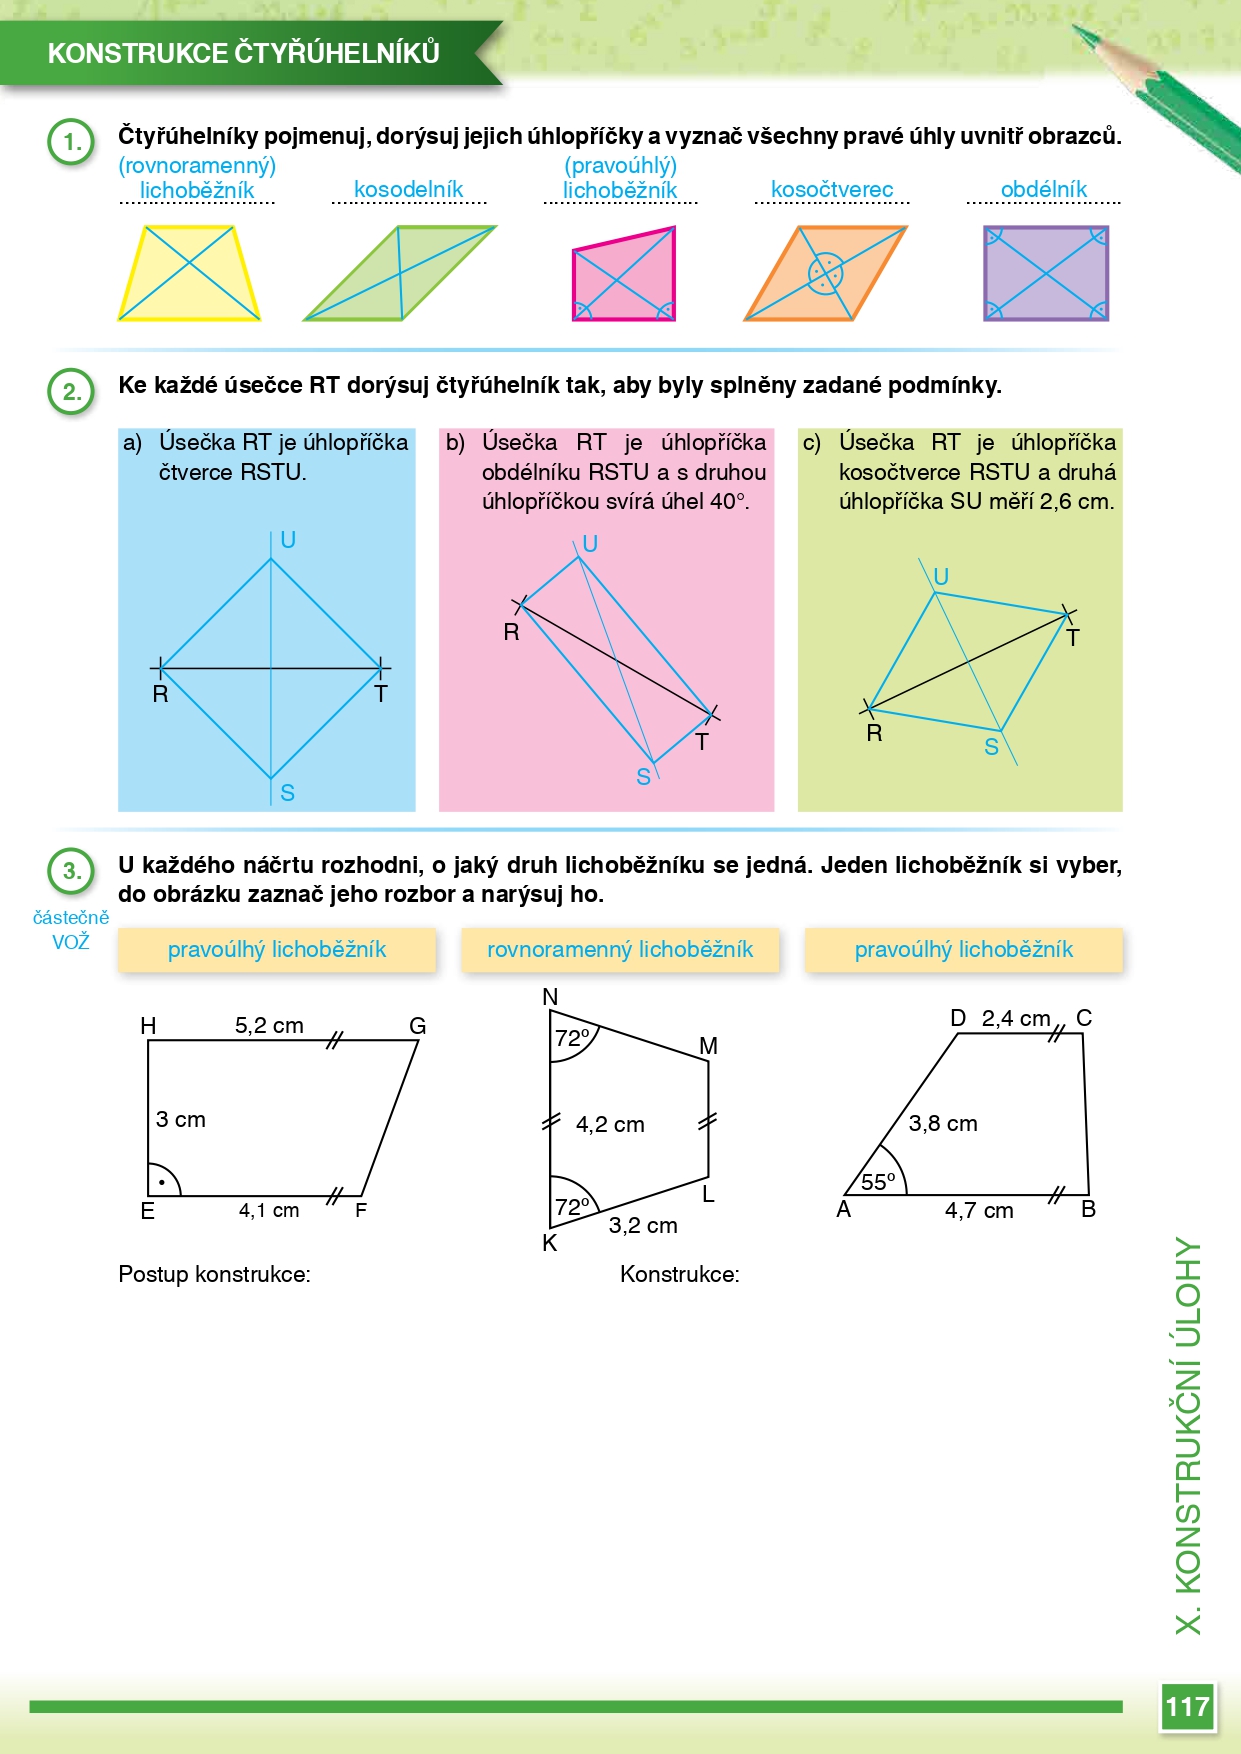 KONSTRUKCE ČTYŘÚHELNÍKŮ
1. Čtyřúhelníky pojmenuj, dorýsuj jejich úhlopříčky a vyznač všechny pravé úhly uvnitř obrazců.
(rovnoramenný) lichoběžník
kosodelník
(pravoúhlý) lichoběžník
kosočtverec
obdélník
2. Ke každé úsečce RT dorýsuj čtyřúhelník tak, aby byly splněny zadané podmínky.
a) Úsečka RT je úhlopříčka
čtverce RSTU.
U
R
T
S
b) Úsečka RT je úhlopříčka
obdélníku RSTU a s druhou
úhlopříčkou svírá úhel 40°.
U
R
T
S
c) Úsečka RT je úhlopříčka
kosočtverce RSTU a druhá
úhlopříčka SU měří 2,6 cm.
U
T
R
S
3. U každého náčrtu rozhodni, o jaký druh lichoběžníku se jedná. Jeden lichoběžník si vyber,
do obrázku zaznač jeho rozbor a narýsuj ho.
částečně
VOŽ
pravoúlhý lichoběžník
rovnoramenný lichoběžník
pravoúlhý lichoběžník
H 5,2 cm G
3 cm
E 4,1 cm F
N
72º
M
4,2 cm
72º
L
3,2 cm
K
D 2,4 cm C
3,8 cm
55º
A 4,7 cm B
Postup konstrukce:
Konstrukce:
X. KONSTRUKČNÍ ÚLOHY
117